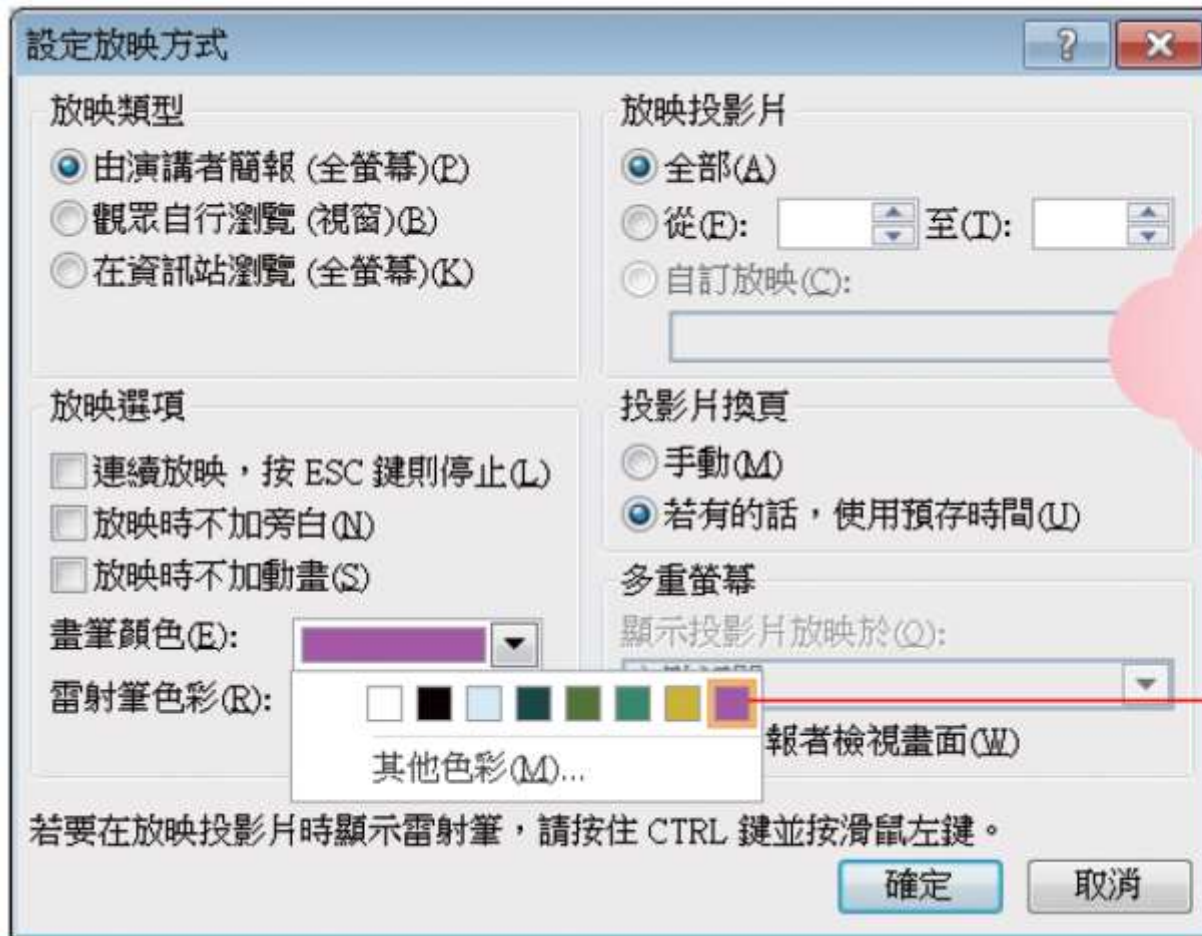 設定放映方式
放映類型
由演講者簡報 (全螢幕)(P)
觀眾自行瀏覽 (視窗)(B)
在資訊站瀏覽 (全螢幕)(K)
放映投影片
全部(A)
從(F): 至(T):
自訂放映(C):
放映選項
連續放映，按 ESC 鍵則停止(L)
放映時不加旁白(N)
放映時不加動畫(S)
畫筆顏色(E):
雷射筆色彩(R):
其他色彩(M)...
投影片換頁
手動(M)
若有的話，使用預存時間(U)
多重螢幕
顯示投影片放映於(O):
報者檢視畫面(W)
若要在放映投影片時顯示雷射筆，請按住 CTRL 鍵並按滑鼠左鍵。
確定 取消